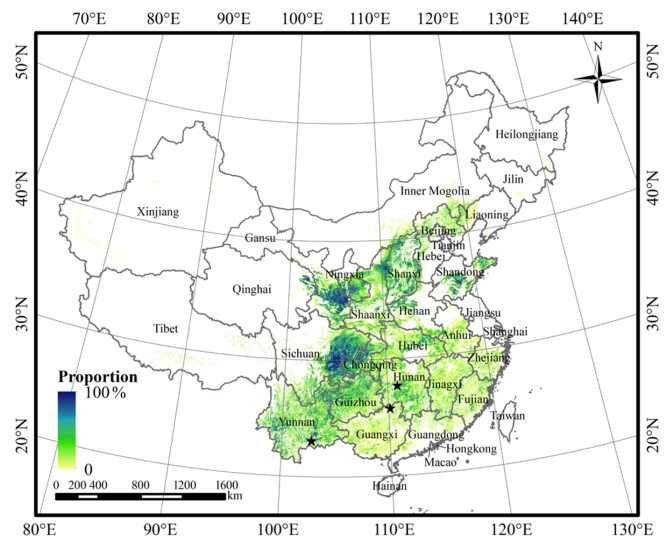 70°E 80°E 90°E 100°E 110°E 120°E 130°E 140°E
N
50°N
50°N
40°N
40°N
30°N
30°N
20°N
20°N
Heilongjiang
Jilin
Inner Mogolia
Liaoning
Xinjiang
Beijing
Gansu
Tianjin
Hebei
Ningxia
Shanxi
Shandong
Qinghai
Shaanxi
Henan
Jiangsu
Tibet
Shanghai
Anhui
Sichuan
Hubei
Zhejiang
Chongqing
Hunan
Jinagxi
Guizhou
Fujian
Yunnan
Taiwan
Guangxi
Guangdong
Hongkong
Macao
Hainan
Proportion
100%
0
0 200 400 800 1200 1600
km
80°E 90°E 100°E 110°E 120°E 130°E